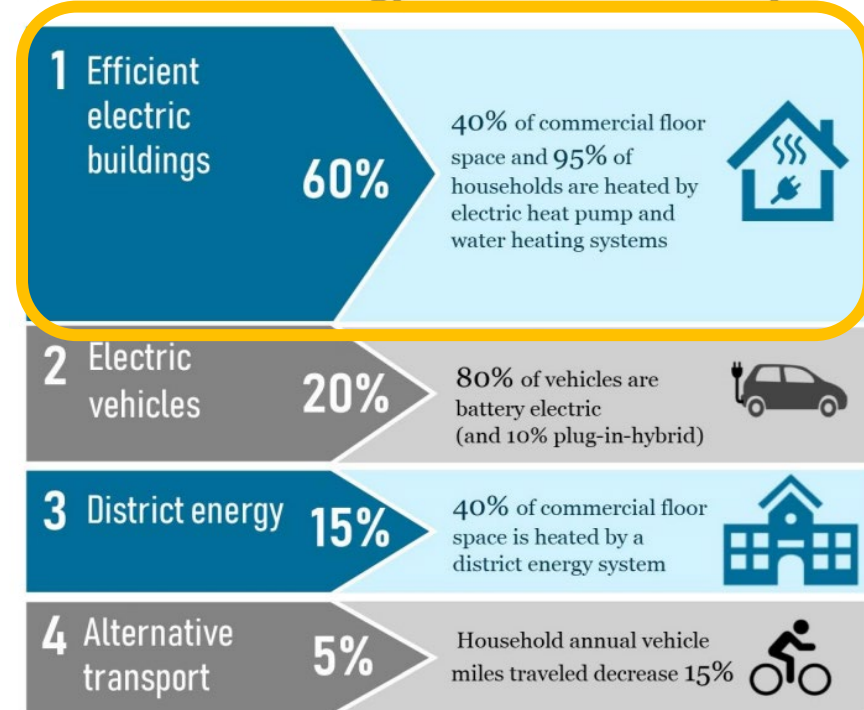 1 Efficient
electric
buildings
60%
40% of commercial floor
space and 95% of
households are heated by
electric heat pump and
water heating systems
2 Electric
vehicles
20%
80% of vehicles are
battery electric
(and 10% plug-in-hybrid)
3 District energy
15%
40% of commercial floor
space is heated by a
district energy system
4 Alternative
transport
5%
Household annual vehicle
miles traveled decrease 15%